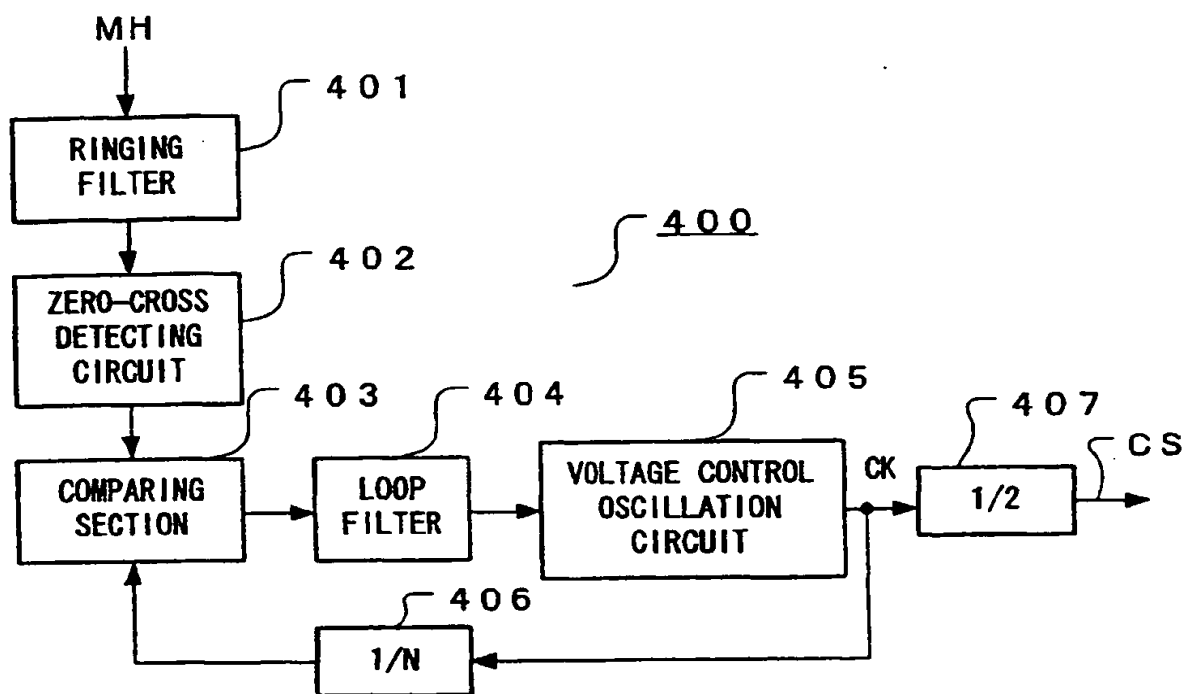 MH
401
RINGING
FILTER
400
402
ZERO-CROSS
DETECTING
CIRCUIT
403
404
405
407
CS
COMPARING
SECTION
LOOP
FILTER
VOLTAGE CONTROL
OSCILLATION
CIRCUIT
CK
1/2
406
1/N